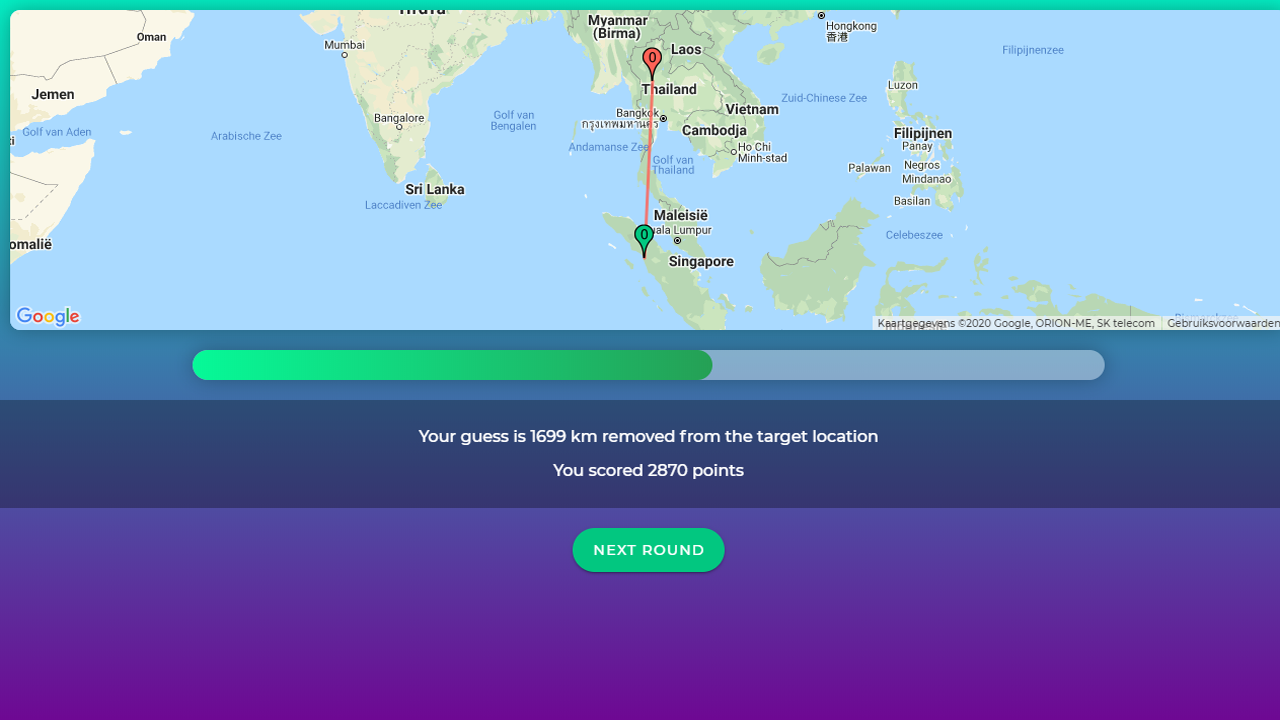 Oman
Myanmar
(Birma)
Hongkong
香港
Mumbai
Laos
Filipijnenzee
0
Jemen
Thailand
Luzon
Zuid-Chinese Zee
Golf van Aden
Arabische Zee
Bangalore
Golf van
Bengalen
Bangkok
กรุงเทพมหานคร
Vietnam
Cambodja
Filipijnen
Panay
Andamanse Zee
Ho Chi
Minh-stad
Golf van
Thailand
Palawan
Negros
Mindanao
Sri Lanka
Laccadiven Zee
Basilan
Maleisië
ala Lumpur
0
omalië
Celebeszee
Singapore
Google
Kaartgegevens ©2020 Google, ORION-ME, SK telecom
Gebruiksvoorwaarden
Your guess is 1699 km removed from the target location
You scored 2870 points
NEXT ROUND